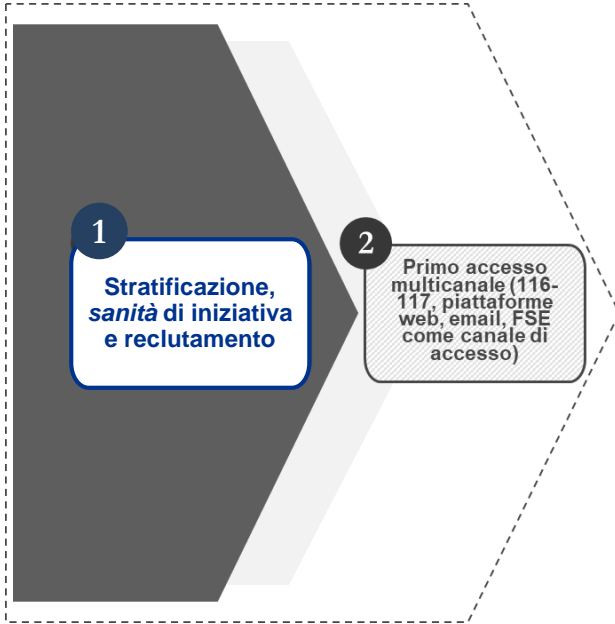 1
Stratificazione,
sanità di iniziativa
e reclutamento
2
Primo accesso
multicanale (116-
117, piattaforme
web, email, FSE
come canale di
accesso)